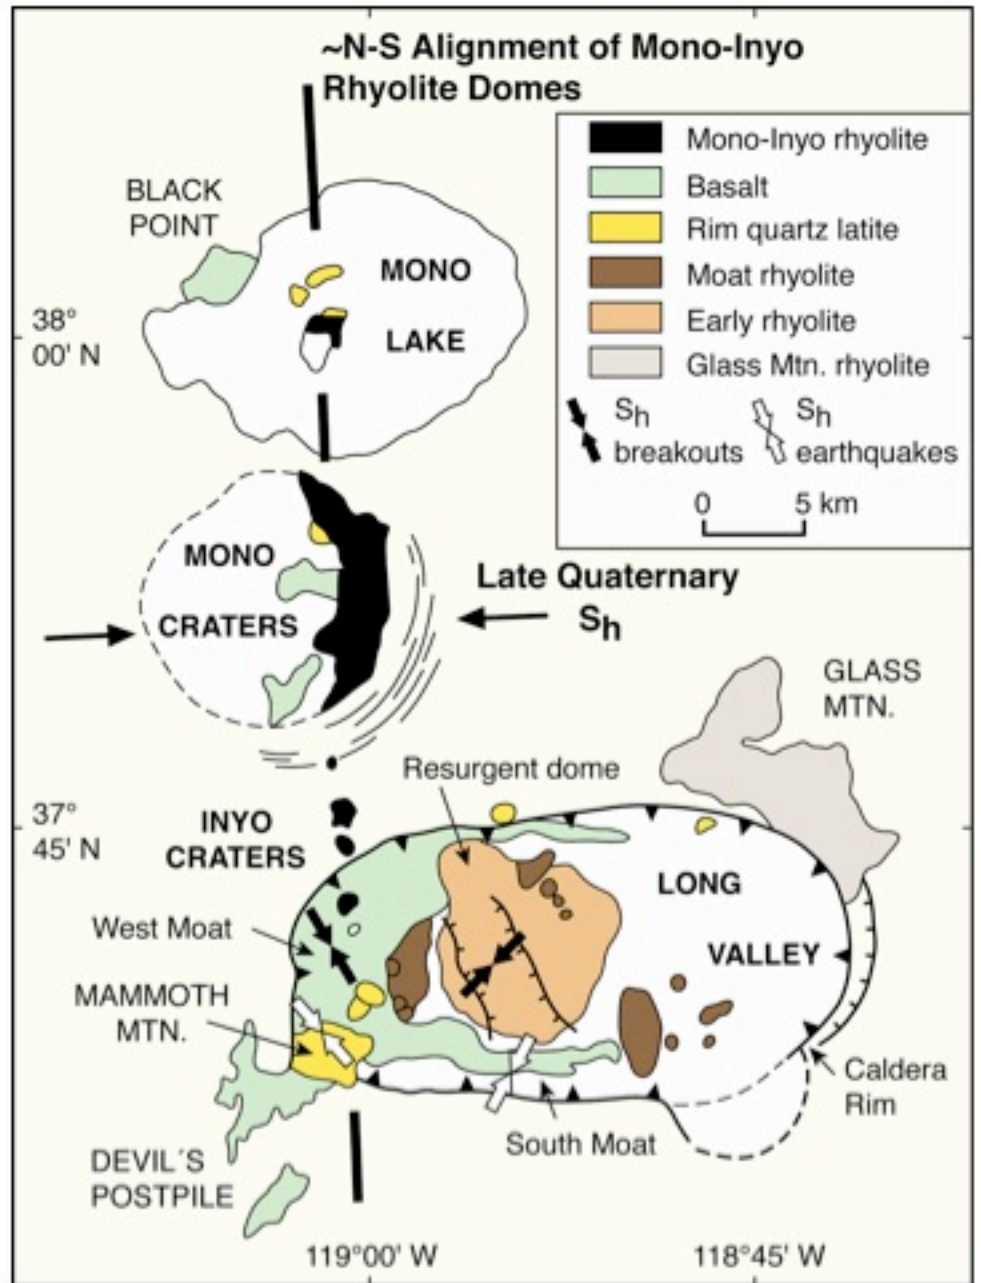 ~N-S Alignment of Mono-Inyo
Rhyolite Domes
Mono-Inyo rhyolite
Basalt
Rim quartz latite
Moat rhyolite
Early rhyolite
Glass Mtn. rhyolite
Sh
breakouts
Sh
earthquakes
0 5 km
BLACK
POINT
MONO
LAKE
38°
00' N
MONO
CRATERS
Late Quaternary
Sh
GLASS
MTN.
Resurgent dome
37°
45' N
INYO
CRATERS
LONG
VALLEY
West Moat
MAMMOTH
MTN.
Caldera
Rim
South Moat
DEVIL´S
POSTPILE
119°00' W
118°45' W